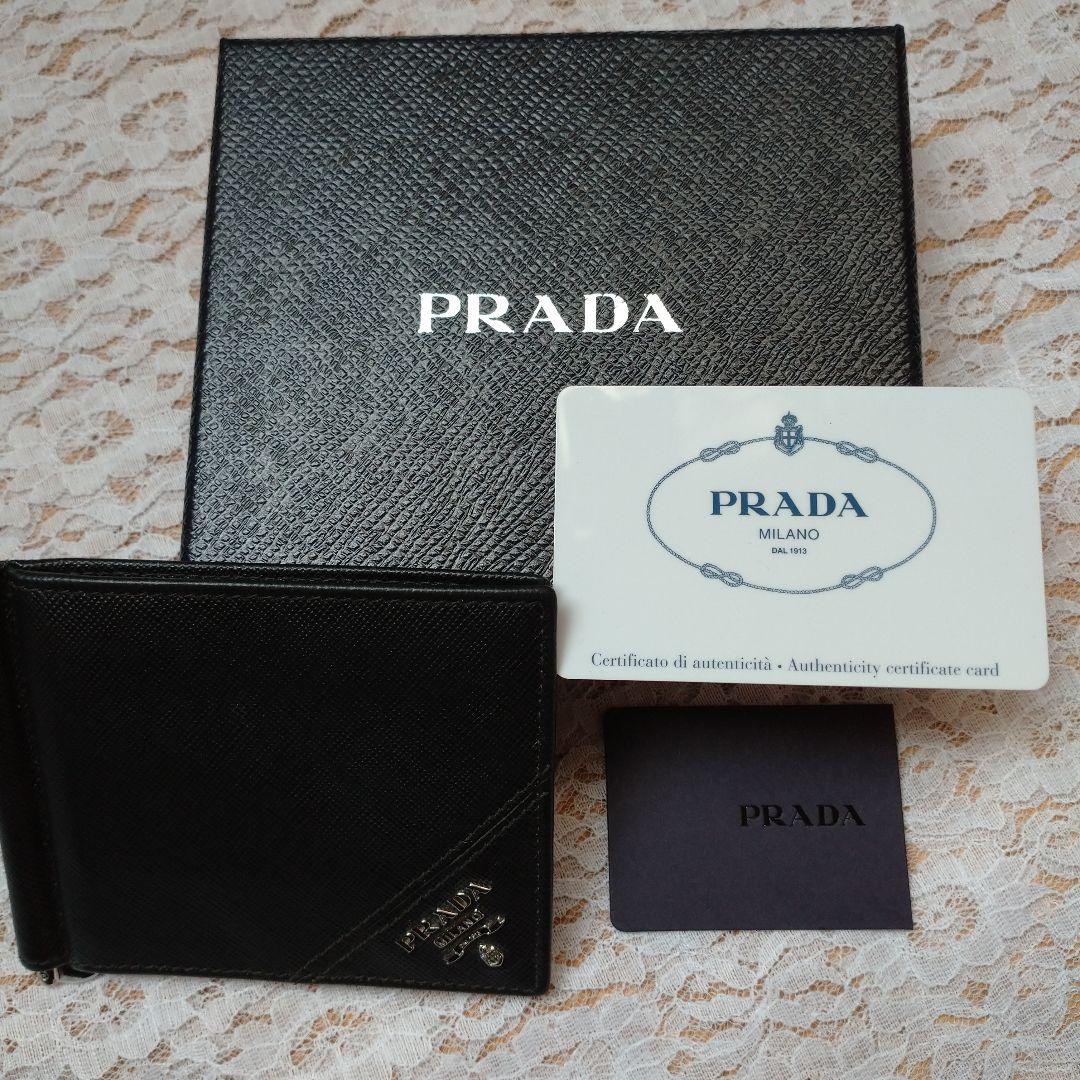 PRADA
PRADA
MILANO
DAL 1913
Certificato di autenticità • Authenticity certificate card
PRADA
PRADA
MILANO